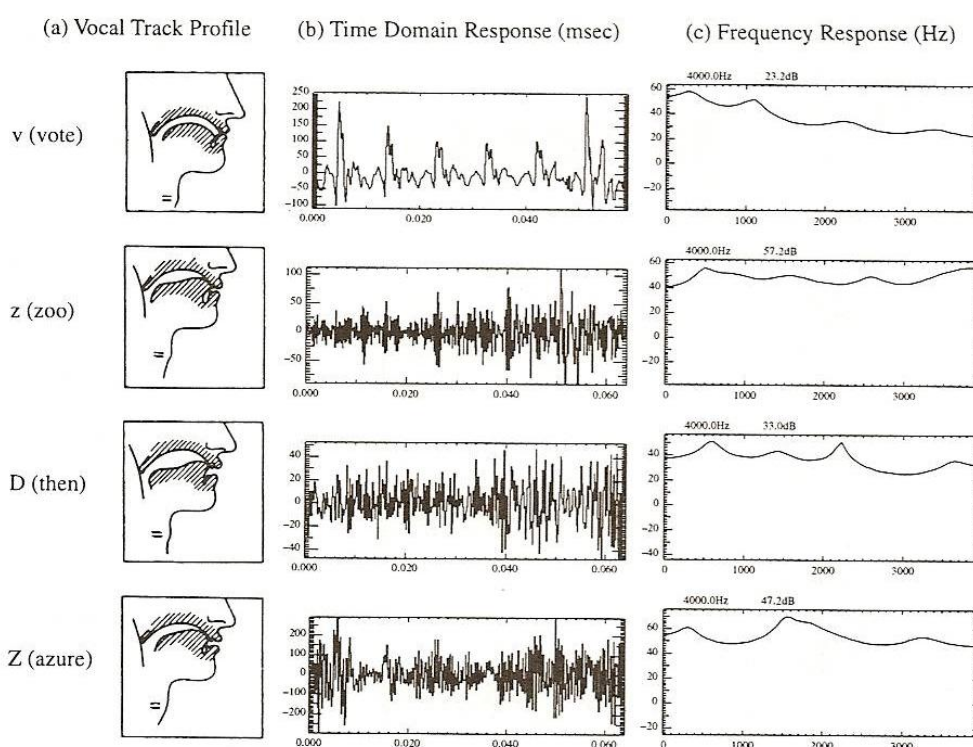 (a) Vocal Track Profile (b) Time Domain Response (msec) (c) Frequency Response (Hz)
v (vote)
250
200
150
100
50
0
−50
−100
0.000 0.020 0.040
4000.0Hz 23.2dB
60
40
20
0
−20
0 1000 2000 3000
z (zoo)
100
50
0
−50
0.000 0.020 0.040 0.060
4000.0Hz 57.2dB
60
40
20
0
−20
0 1000 2000 3000
D (then)
40
20
0
−20
−40
0.000 0.020 0.040 0.060
4000.0Hz 33.0dB
40
20
0
−20
−40
0 1000 2000 3000
Z (azure)
200
100
0
−100
−200
0.000 0.020 0.040 0.060
4000.0Hz 47.2dB
60
40
20
0
−20
0 1000 2000 3000